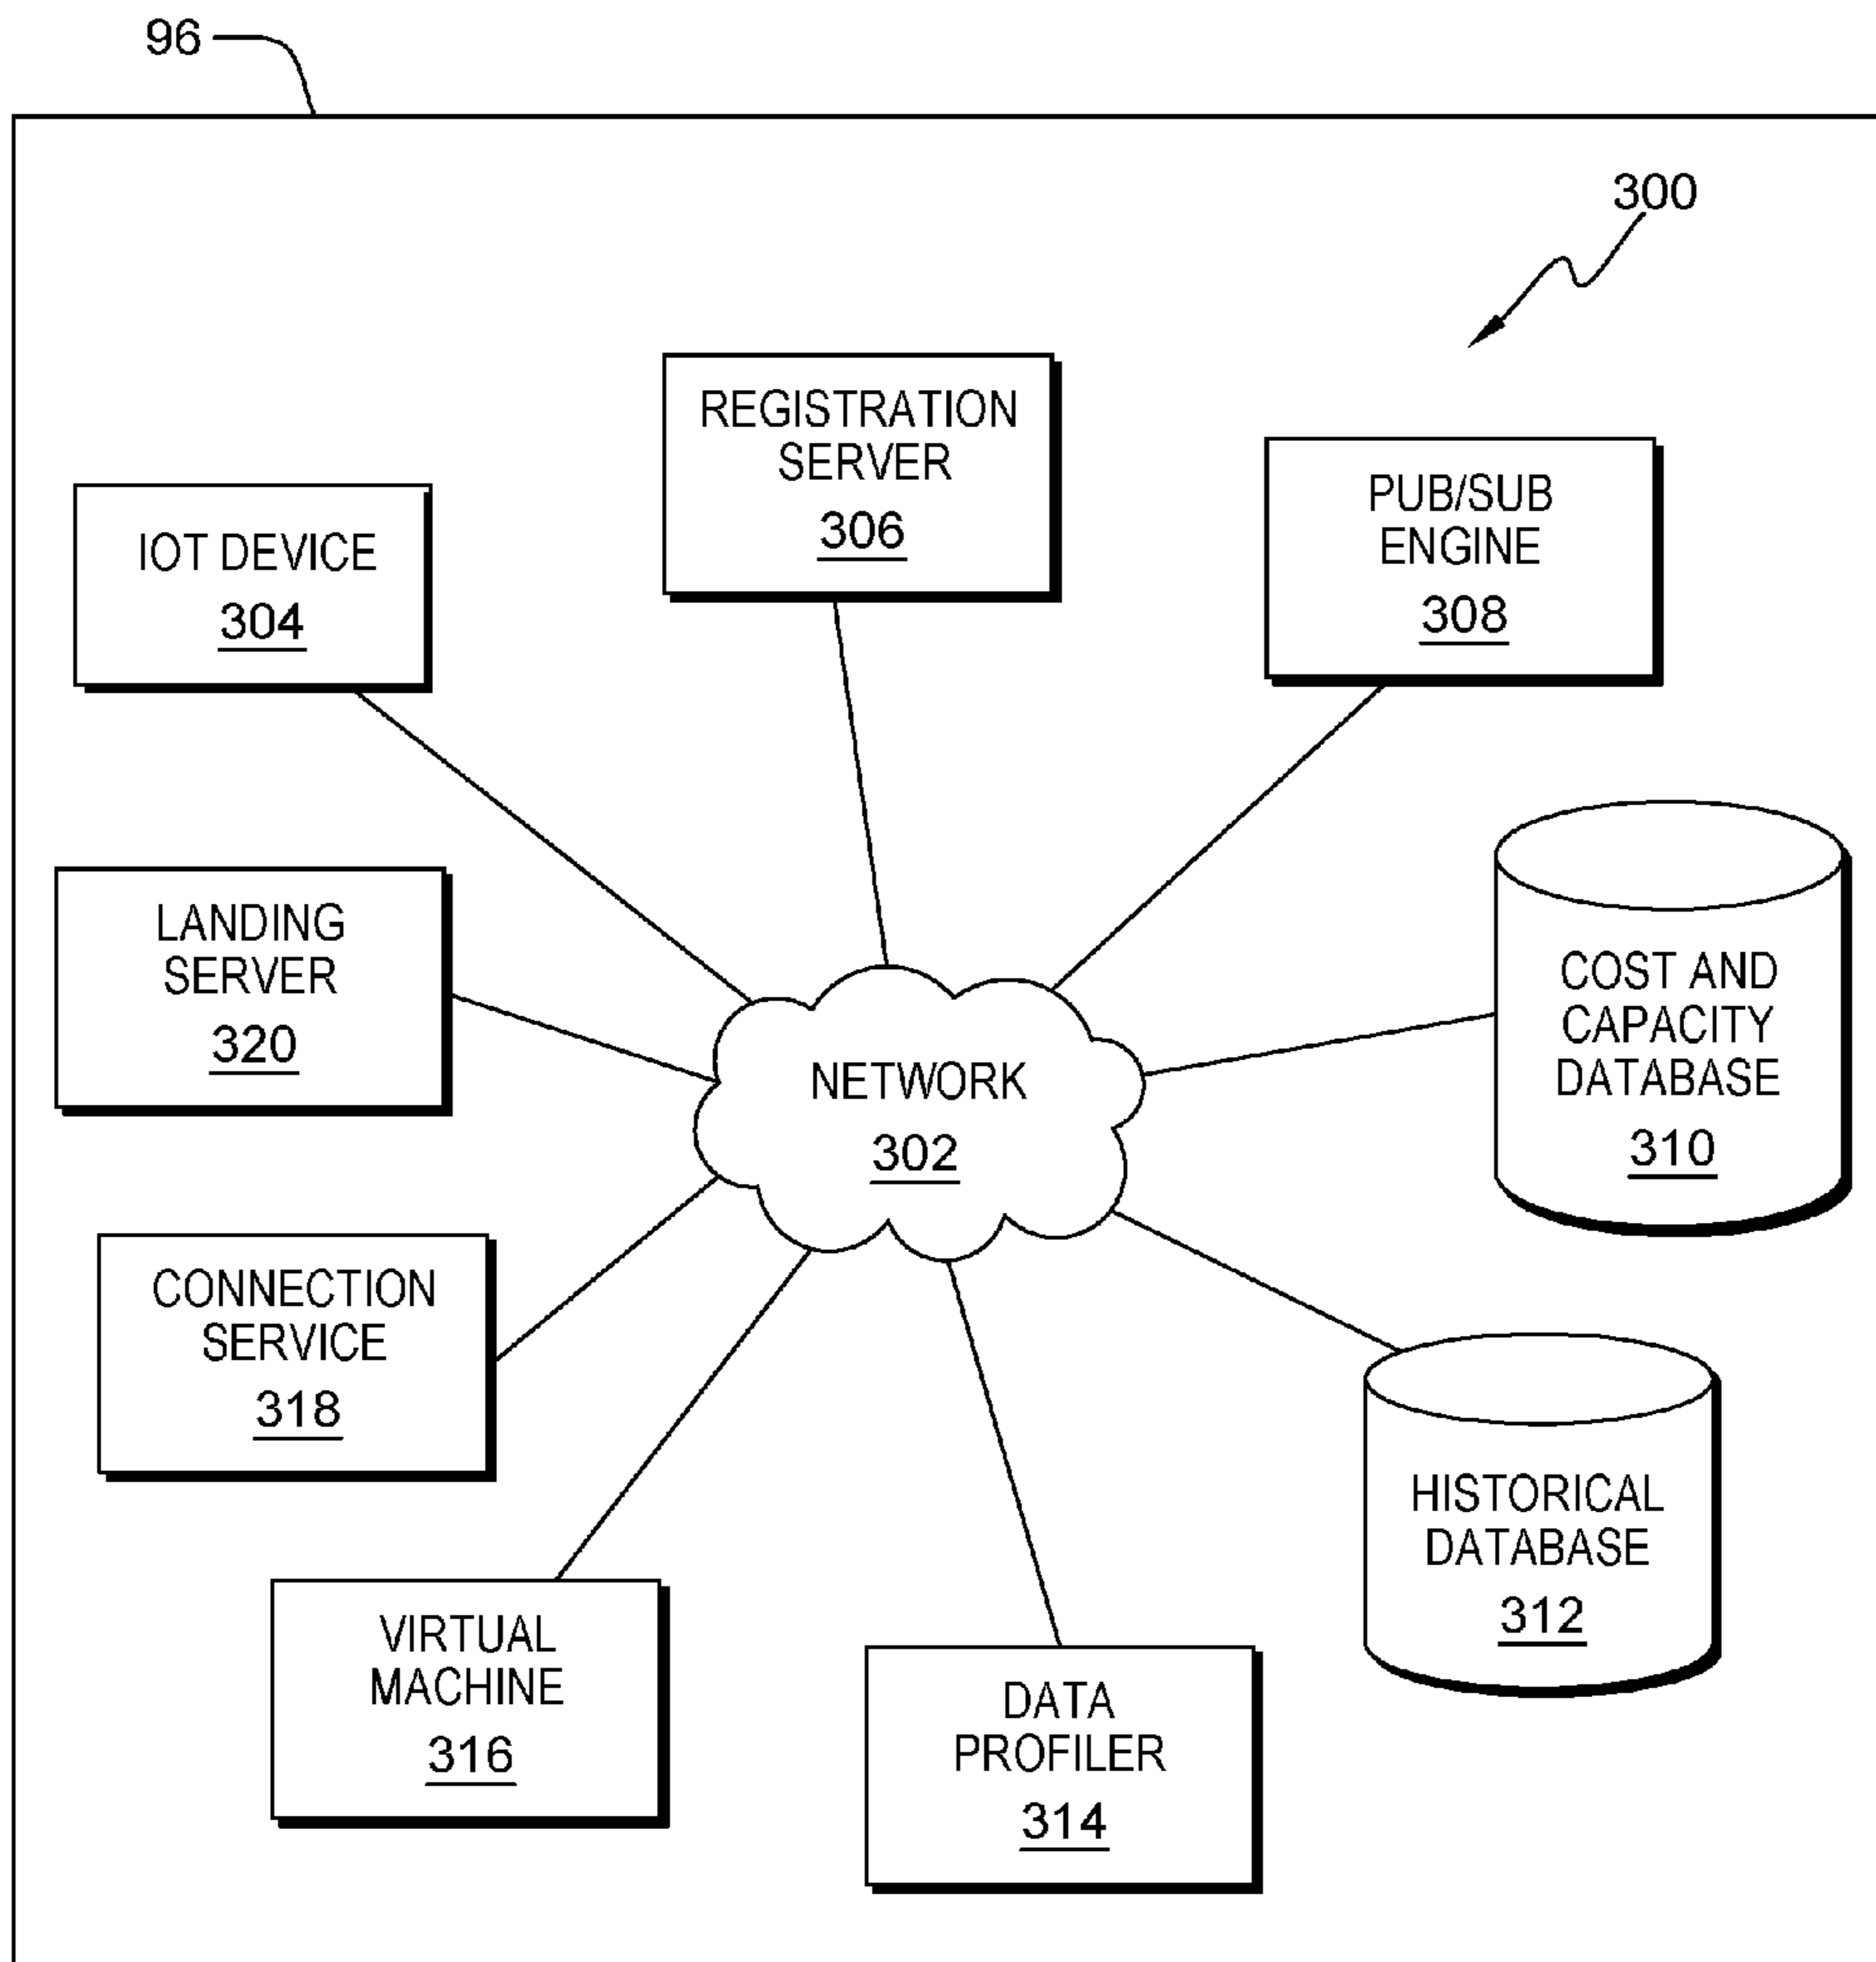 96
300
REGISTRATION
SERVER
306
PUB/SUB
ENGINE
308
IOT DEVICE
304
LANDING
SERVER
320
COST AND
CAPACITY
DATABASE
310
NETWORK
302
CONNECTION
SERVICE
318
HISTORICAL
DATABASE
312
VIRTUAL
MACHINE
316
DATA
PROFILER
314